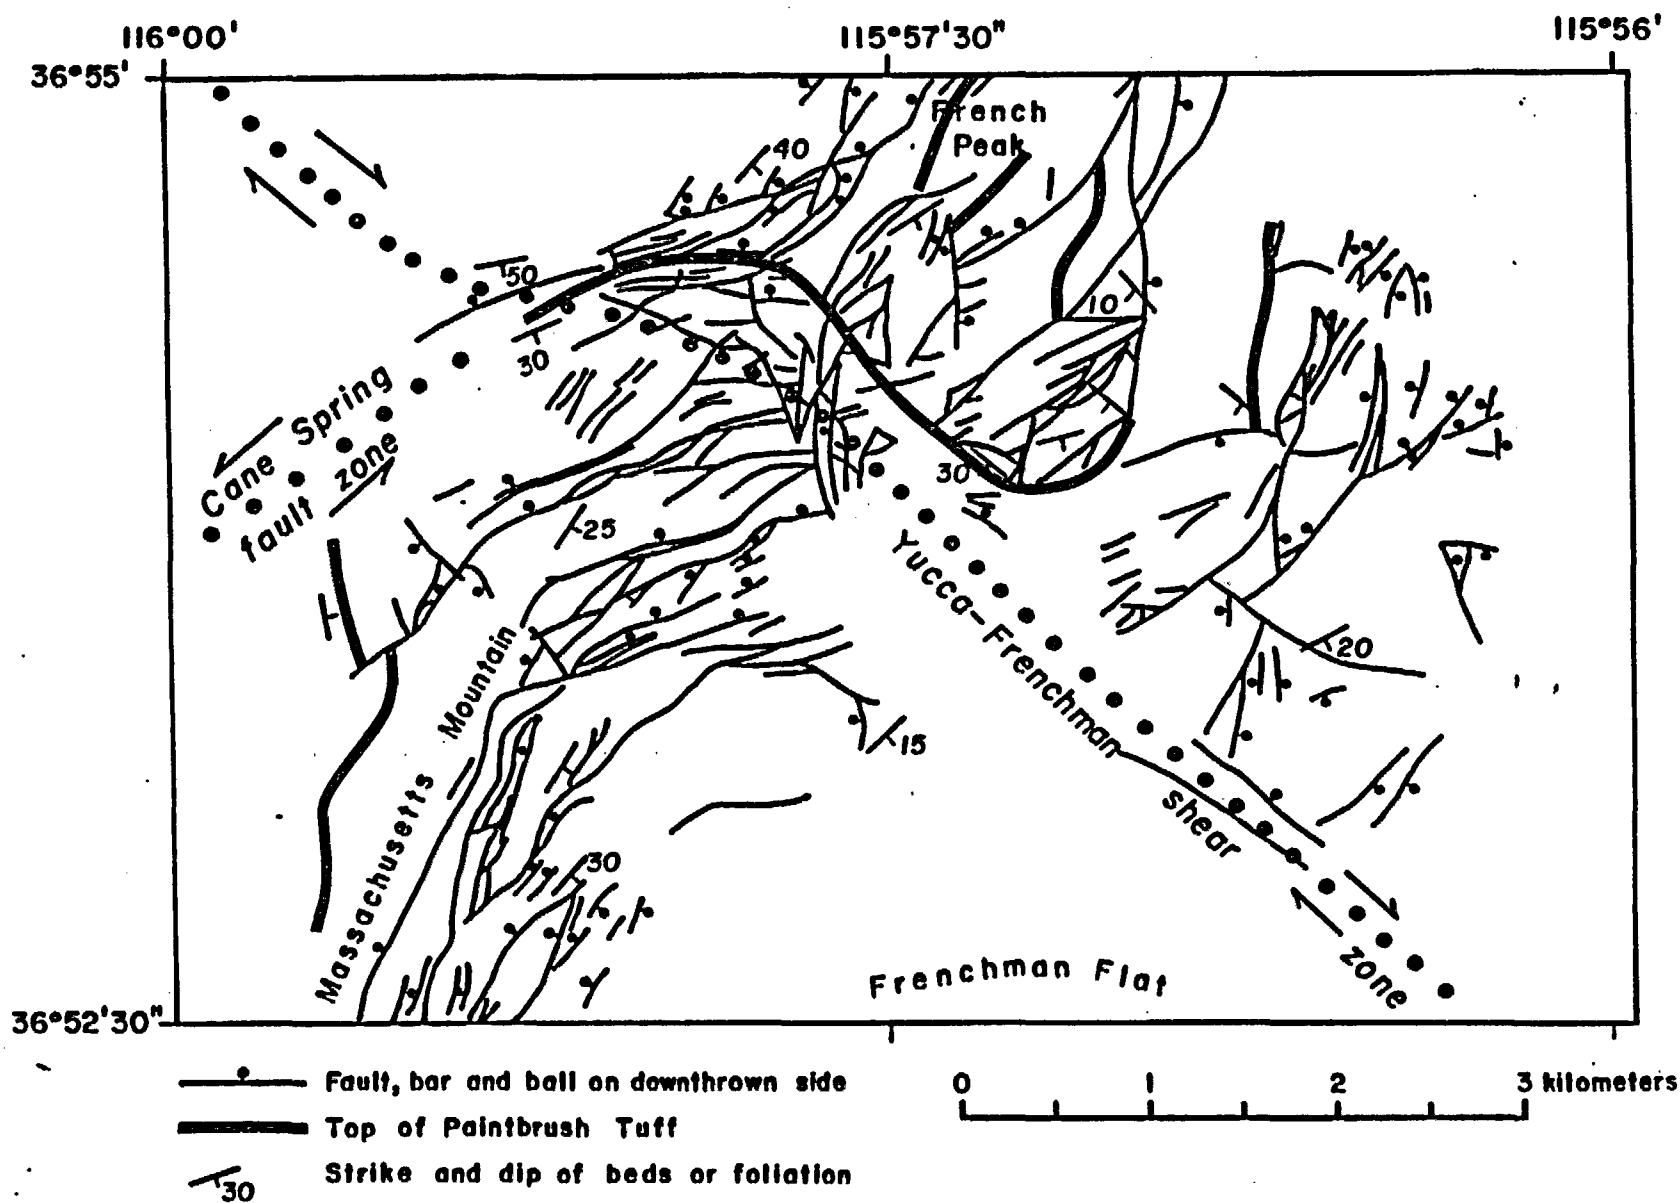 116°00'
115°57'30"
115°56'
36°55'
French
Peak
40
50
30
10
Cane Spring
fault zone
30
25
Yucca-Frenchman
shear
zone
20
15
Massachusetts Mountain
30
Frenchman Flat
36°52'30"
Fault, bar and ball on downthrown side
0 1 2 3 kilometers
Top of Paintbrush Tuff
30
Strike and dip of beds or foliation